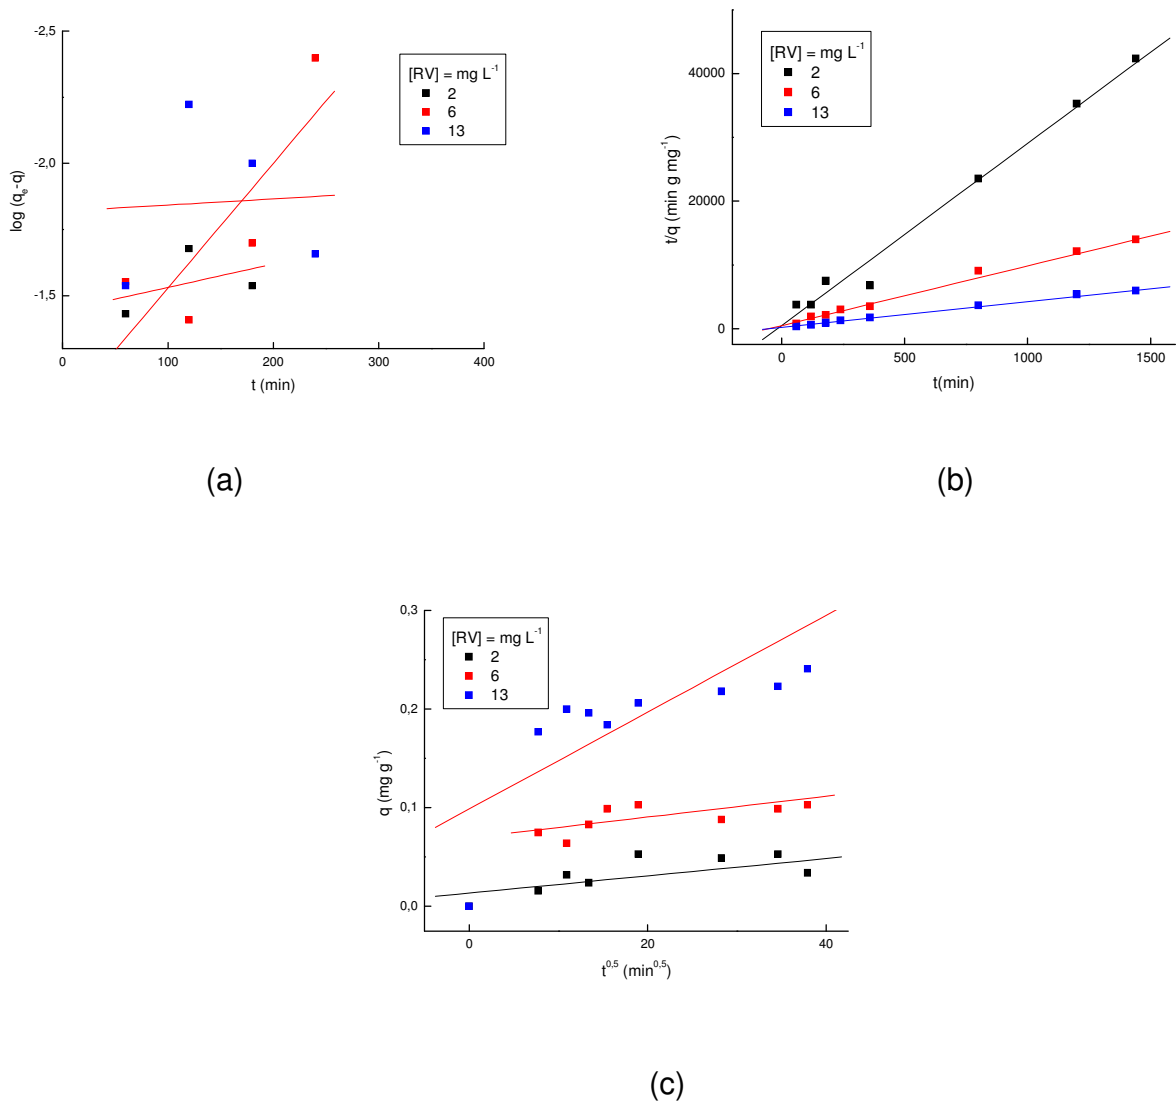 -2,5
-2,0
-1,5
log (qe-q)
[RV] = mg L-1
2
6
13
0
100
200
300
400
t (min)
(a)
40000
20000
0
t/q (min g mg-1)
[RV] = mg L-1
2
6
13
0
500
1000
1500
t(min)
(b)
0,3
0,2
0,1
0,0
q (mg g-1)
[RV] = mg L-1
2
6
13
0
20
40
t0,5 (min0,5)
(c)